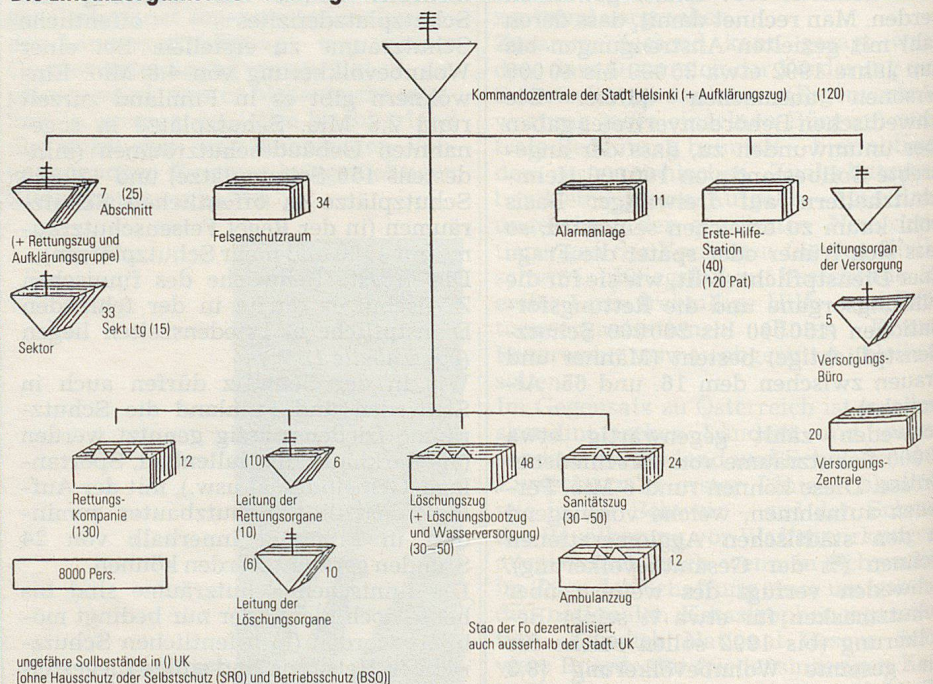 Kommandozentrale der Stadt Helsinki (+ Aufklärungszug) (120)
7 (25)
Abschnitt
(+ Rettungszug und
Aufklärungsgruppe)
34
Felsenschutzraum
11
Alarmanlage
3
Erste-Hilfe-
Station
(40)
(120 Pat)
Leitungsorgan
der Versorgung
33
Sekt Ltg (15)
Sektor
5
Versorgungs-
Büro
20
Versorgungs-
Zentrale
12
Rettungs-
Kompanie
(130)
8000 Pers.
(10) 6
Leitung der
Rettungsorgane
(10)
(6) 10
Leitung der
Löschungsorgane
48
Löschungszug
(+ Löschungsbootzug
und Wasserversorgung)
(30–50)
24
Sanitätszug
(30–50)
12
Ambulanzzug
Stao der Fo dezentralisiert,
auch ausserhalb der Stadt: UK
ungefähre Sollbestände in () UK
[ohne Hausschutz oder Selbstschutz (SRO) und Betriebsschutz (BSO)]